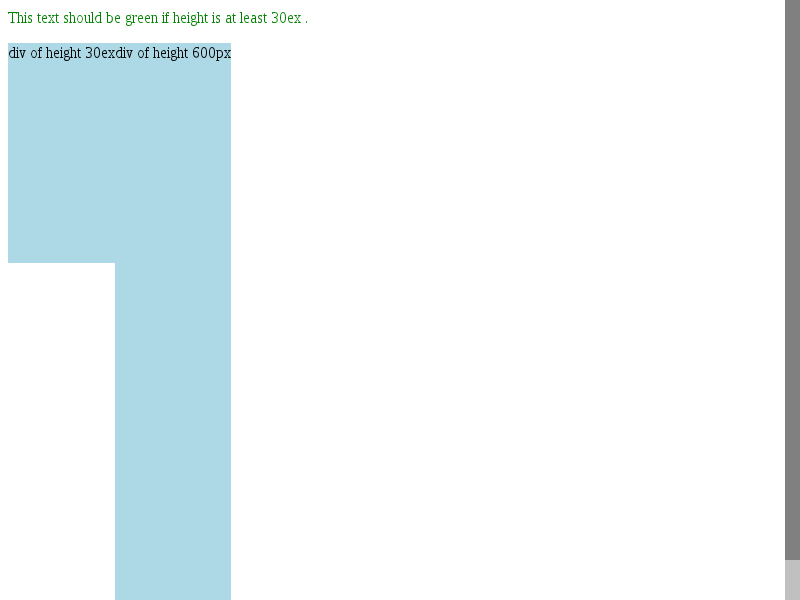 This text should be green if height is at least 30ex .
div of height 30exdiv of height 600px